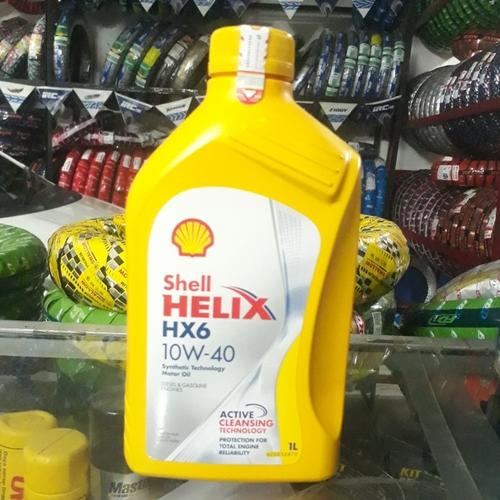 Shell
HELIX
HX6
10W-40
Synthetic Technology
Motor Oil
DIESEL & GASOLINE
ENGINES
ACTIVE
CLEANSING
TECHNOLOGY
PROTECTION FOR
TOTAL ENGINE
RELIABILITY
1L
KIT